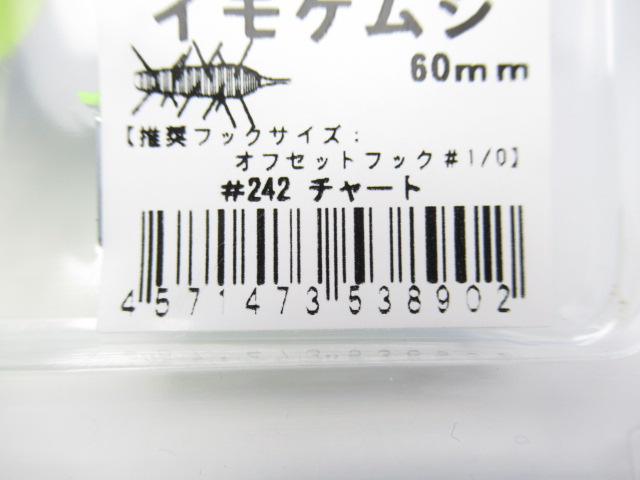 イモケムシ
60mm
【推奨フックサイズ:
オフセットフック#1/0】
#242 チャート
4571473538902